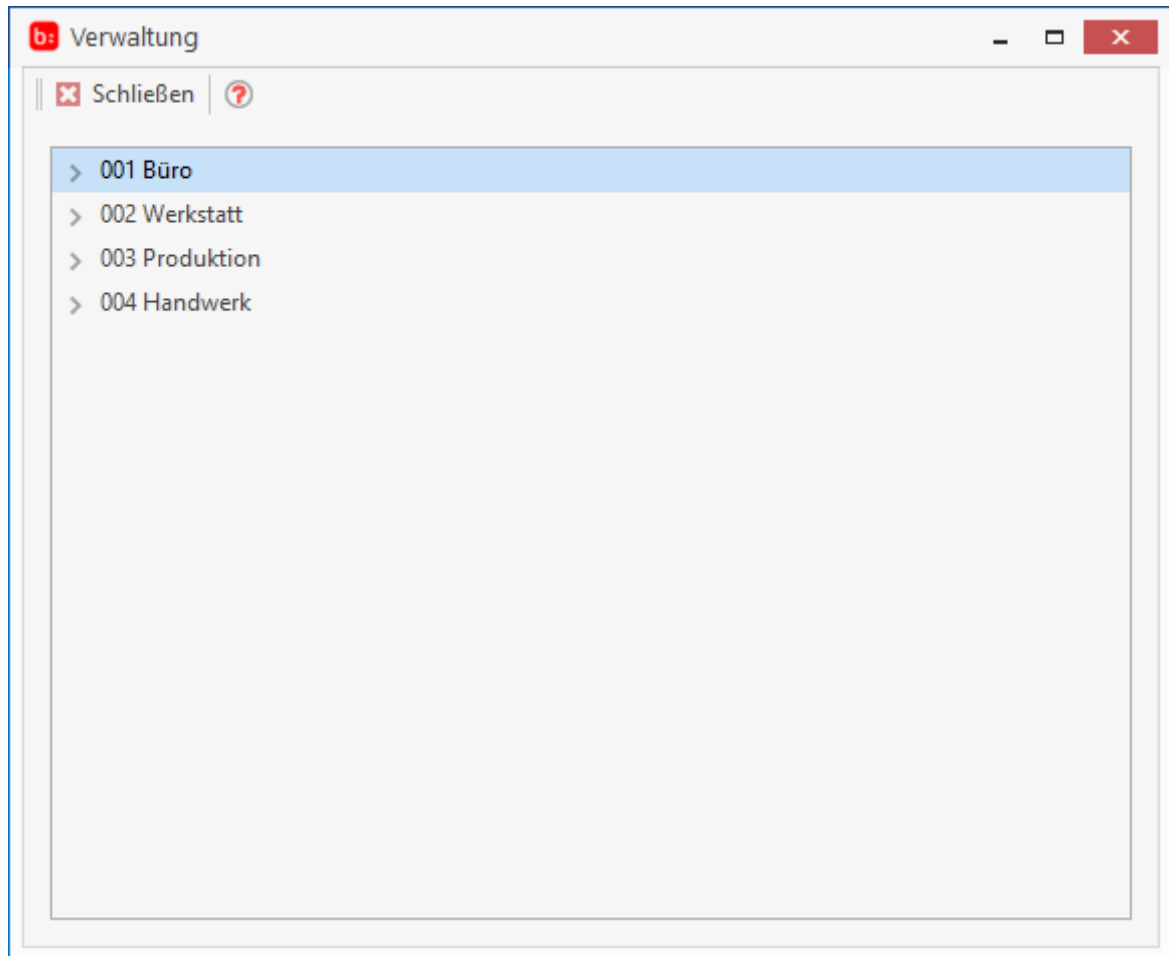 b: Verwaltung
Schließen ?
001 Büro
002 Werkstatt
003 Produktion
004 Handwerk